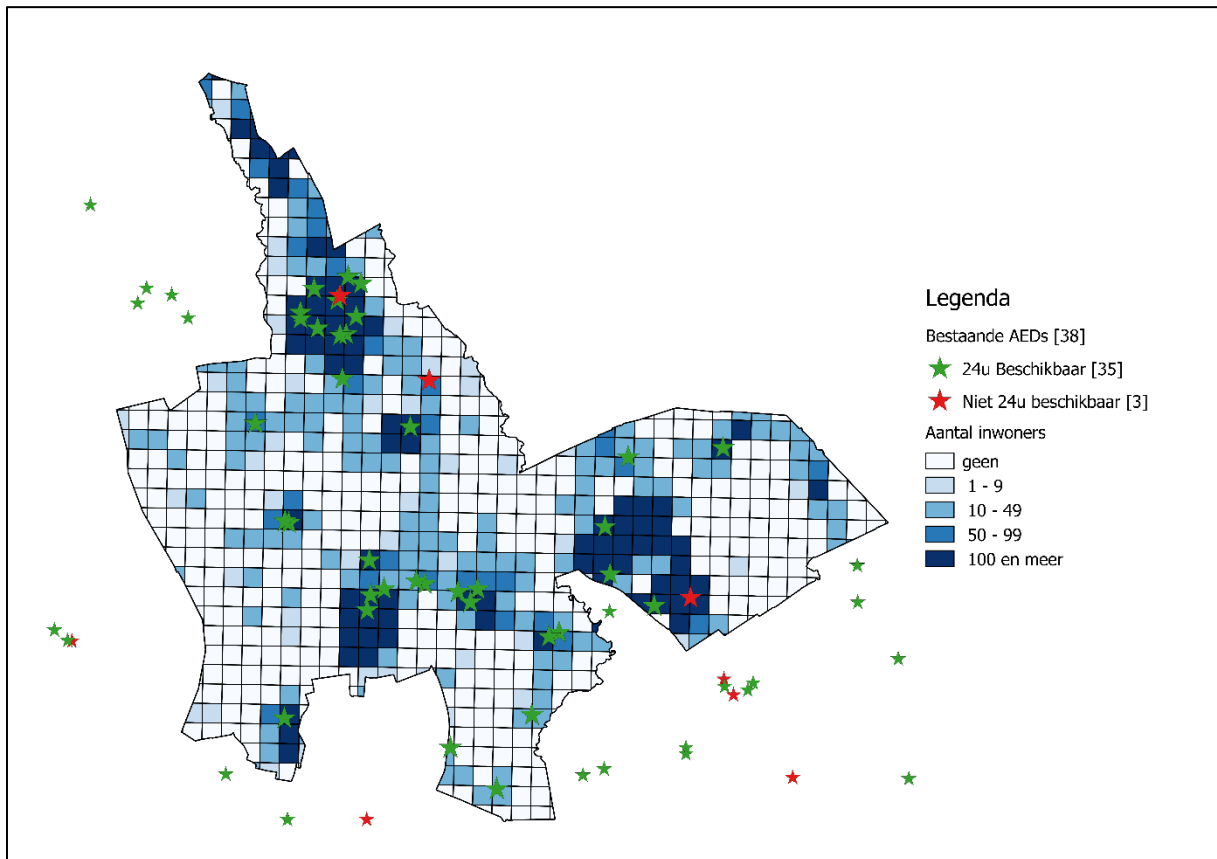 Legenda
Bestaande AEDs [38]
24u Beschikbaar [35]
Niet 24u beschikbaar [3]
Aantal inwoners
geen
1 - 9
10 - 49
50 - 99
100 en meer